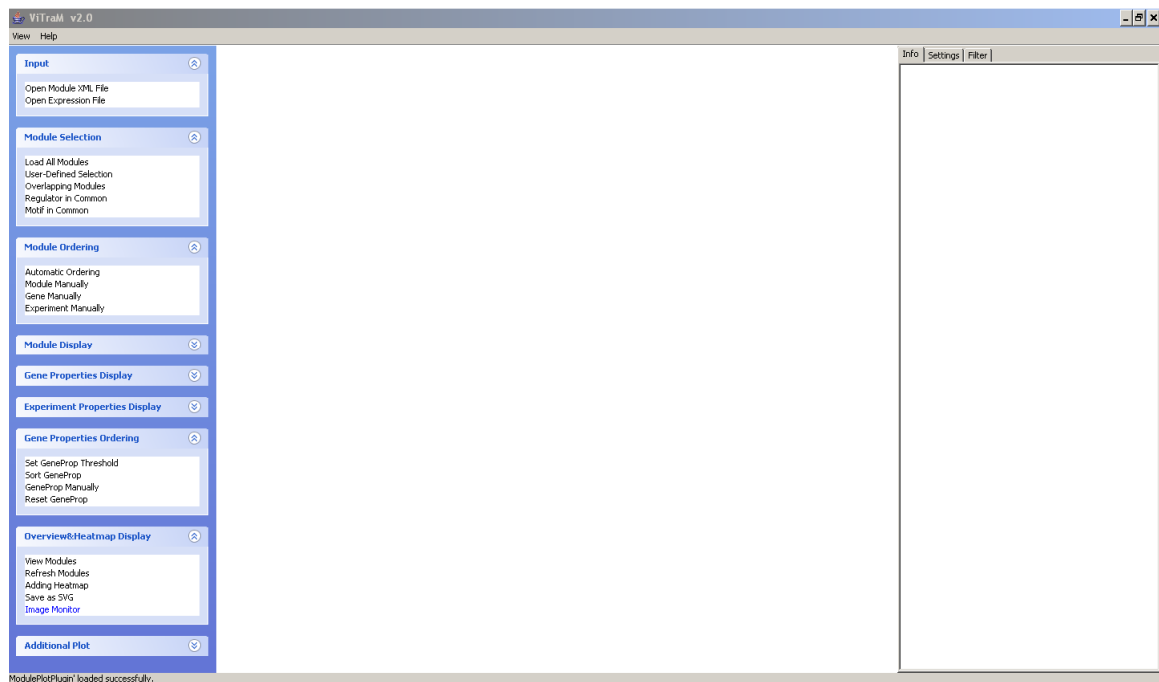 ViTraM v2.0
View Help
Input
Open Module XML File
Open Expression File
Module Selection
Load All Modules
User-Defined Selection
Overlapping Modules
Regulator in Common
Motif in Common
Module Ordering
Automatic Ordering
Module Manually
Gene Manually
Experiment Manually
Module Display
Gene Properties Display
Experiment Properties Display
Gene Properties Ordering
Set GeneProp Threshold
Sort GeneProp
GeneProp Manually
Reset GeneProp
Overview&Heatmap Display
View Modules
Refresh Modules
Adding Heatmap
Save as SVG
Image Monitor
Additional Plot
ModulePlotPlugin' loaded successfully.
Info Settings Filter